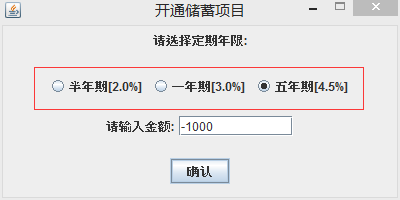 开通储蓄项目
请选择定期年限:
半年期[2.0%] 一年期[3.0%] 五年期[4.5%]
请输入金额: -1000
确认